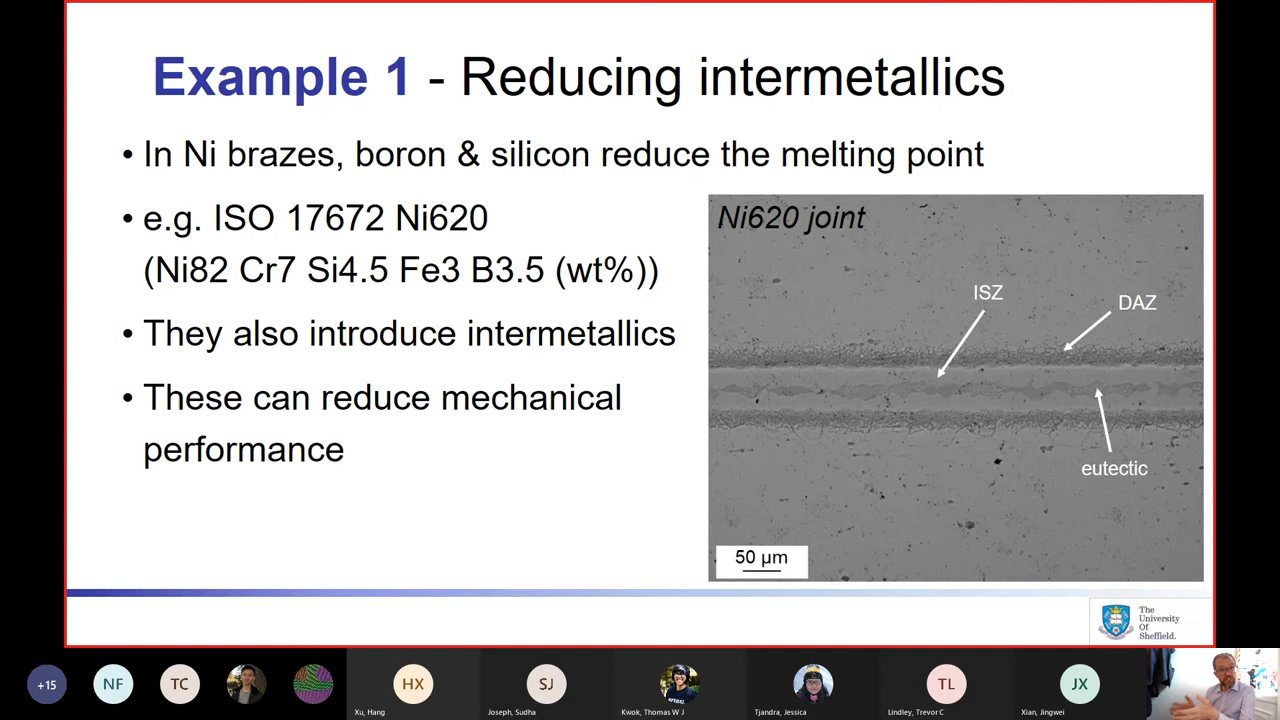 Example 1 - Reducing intermetallics
• In Ni brazes, boron & silicon reduce the melting point
• e.g. ISO 17672 Ni620
(Ni82 Cr7 Si4.5 Fe3 B3.5 (wt%))
• They also introduce intermetallics
• These can reduce mechanical
performance
Ni620 joint
ISZ
DAZ
eutectic
50 µm
The
University
Of
Sheffield.
+15
NF
TC
HX
SJ
TL
JX
Xu, Hang
Joseph, Sudha
Kwok, Thomas W J
Tjandra, Jessica
Lindley, Trevor C
Xian, Jingwei